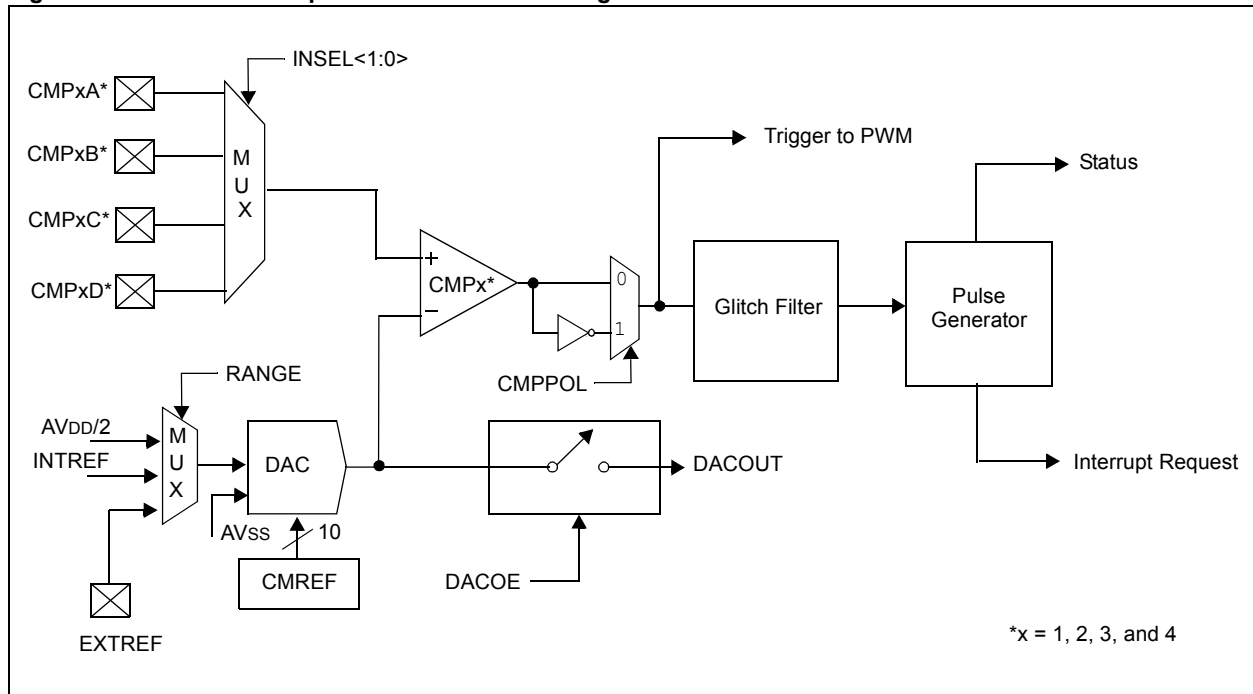 INSEL<1:0>
CMPxA*
CMPxB*
CMPxC*
CMPxD*
M
U
X
Trigger to PWM
Status
+
CMPx*
−
0
1
CMPPOL
Glitch Filter
Pulse
Generator
RANGE
AVDD/2
INTREF
M
U
X
DAC
AVSS
10
CMREF
EXTREF
DACOUT
DACOE
Interrupt Request
*x = 1, 2, 3, and 4